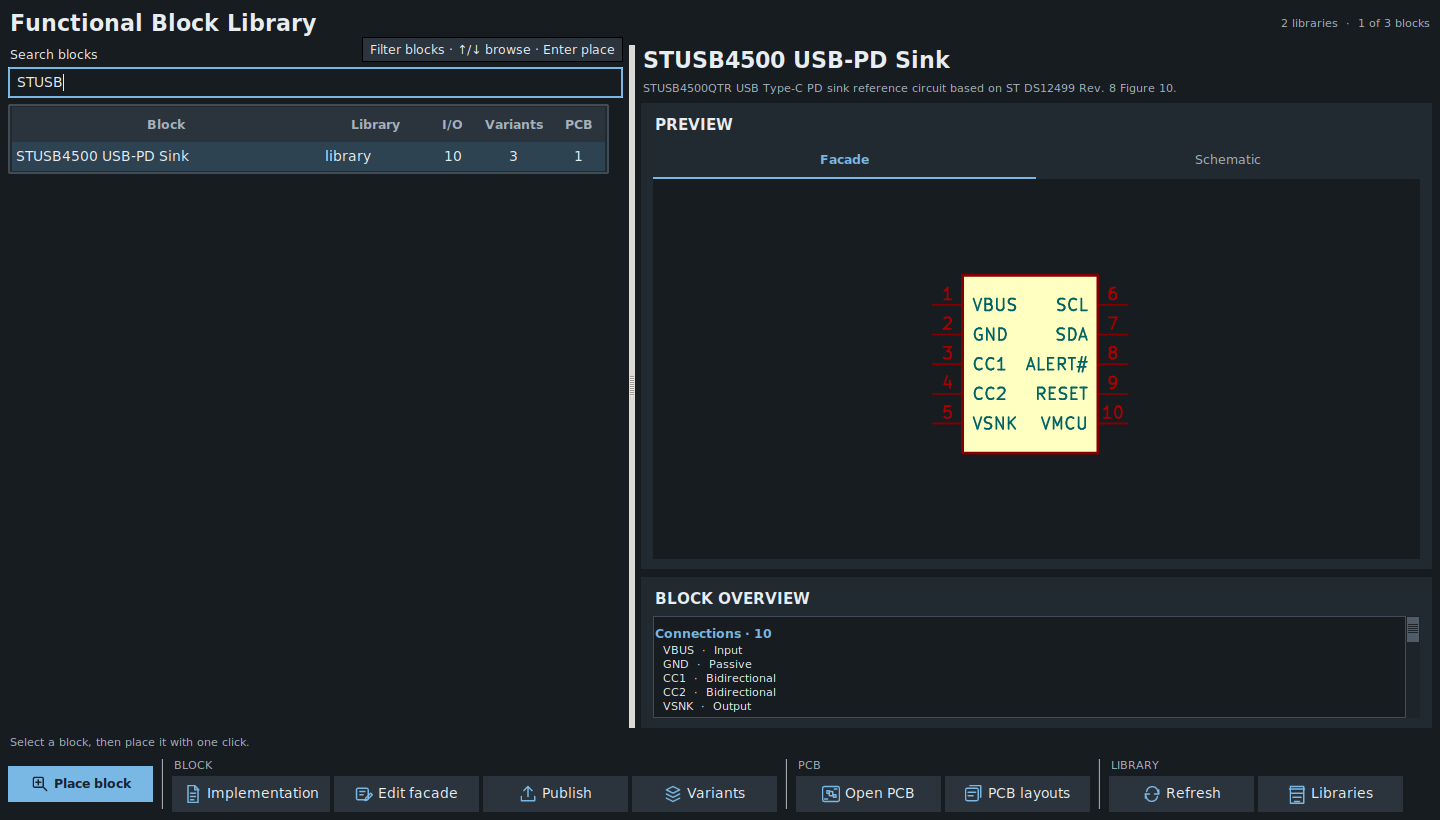 Functional Block Library
2 libraries · 1 of 3 blocks
Search blocks
Filter blocks · ↑/↓ browse · Enter place
STUSB
Block Library I/O Variants PCB
STUSB4500 USB-PD Sink library 10 3 1
STUSB4500 USB-PD Sink
STUSB4500QTR USB Type-C PD sink reference circuit based on ST DS12499 Rev. 8 Figure 10.
PREVIEW
Facade Schematic
1 VBUS SCL 6
2 GND SDA 7
3 CC1 ALERT# 8
4 CC2 RESET 9
5 VSNK VMCU 10
BLOCK OVERVIEW
Connections · 10
VBUS · Input
GND · Passive
CC1 · Bidirectional
CC2 · Bidirectional
VSNK · Output
Select a block, then place it with one click.
Place block
BLOCK
Implementation Edit facade Publish Variants
PCB
Open PCB PCB layouts
LIBRARY
Refresh Libraries